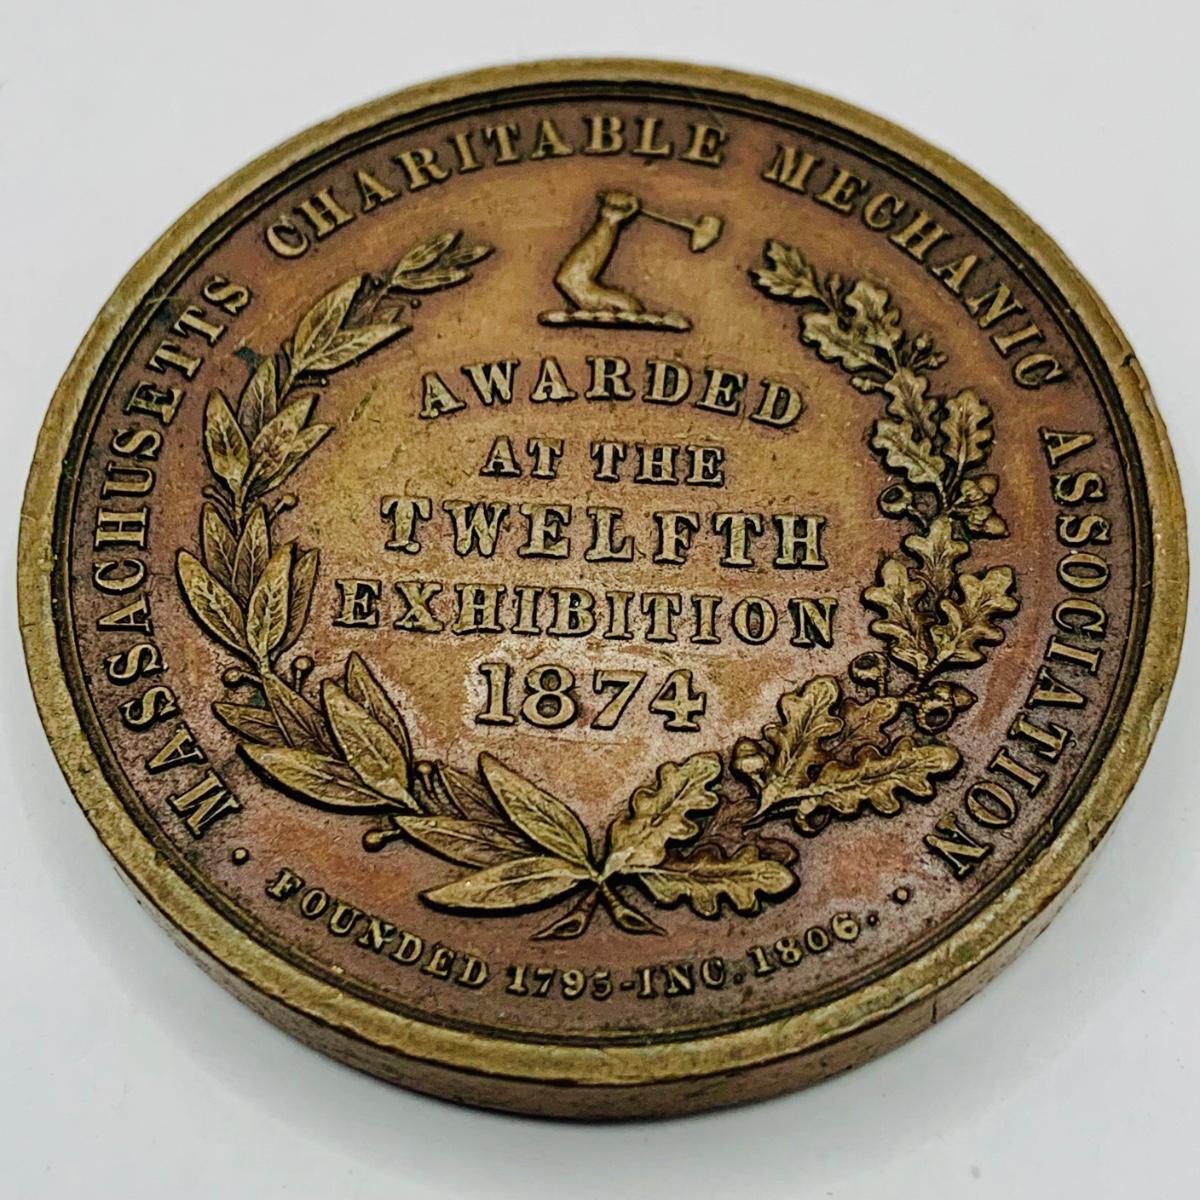 MASSACHUSETTS CHARITABLE MECHANIC ASSOCIATION
AWARDED
AT THE
TWELFTH
EXHIBITION
1874
· FOUNDED 1795-INC. 1806. ·